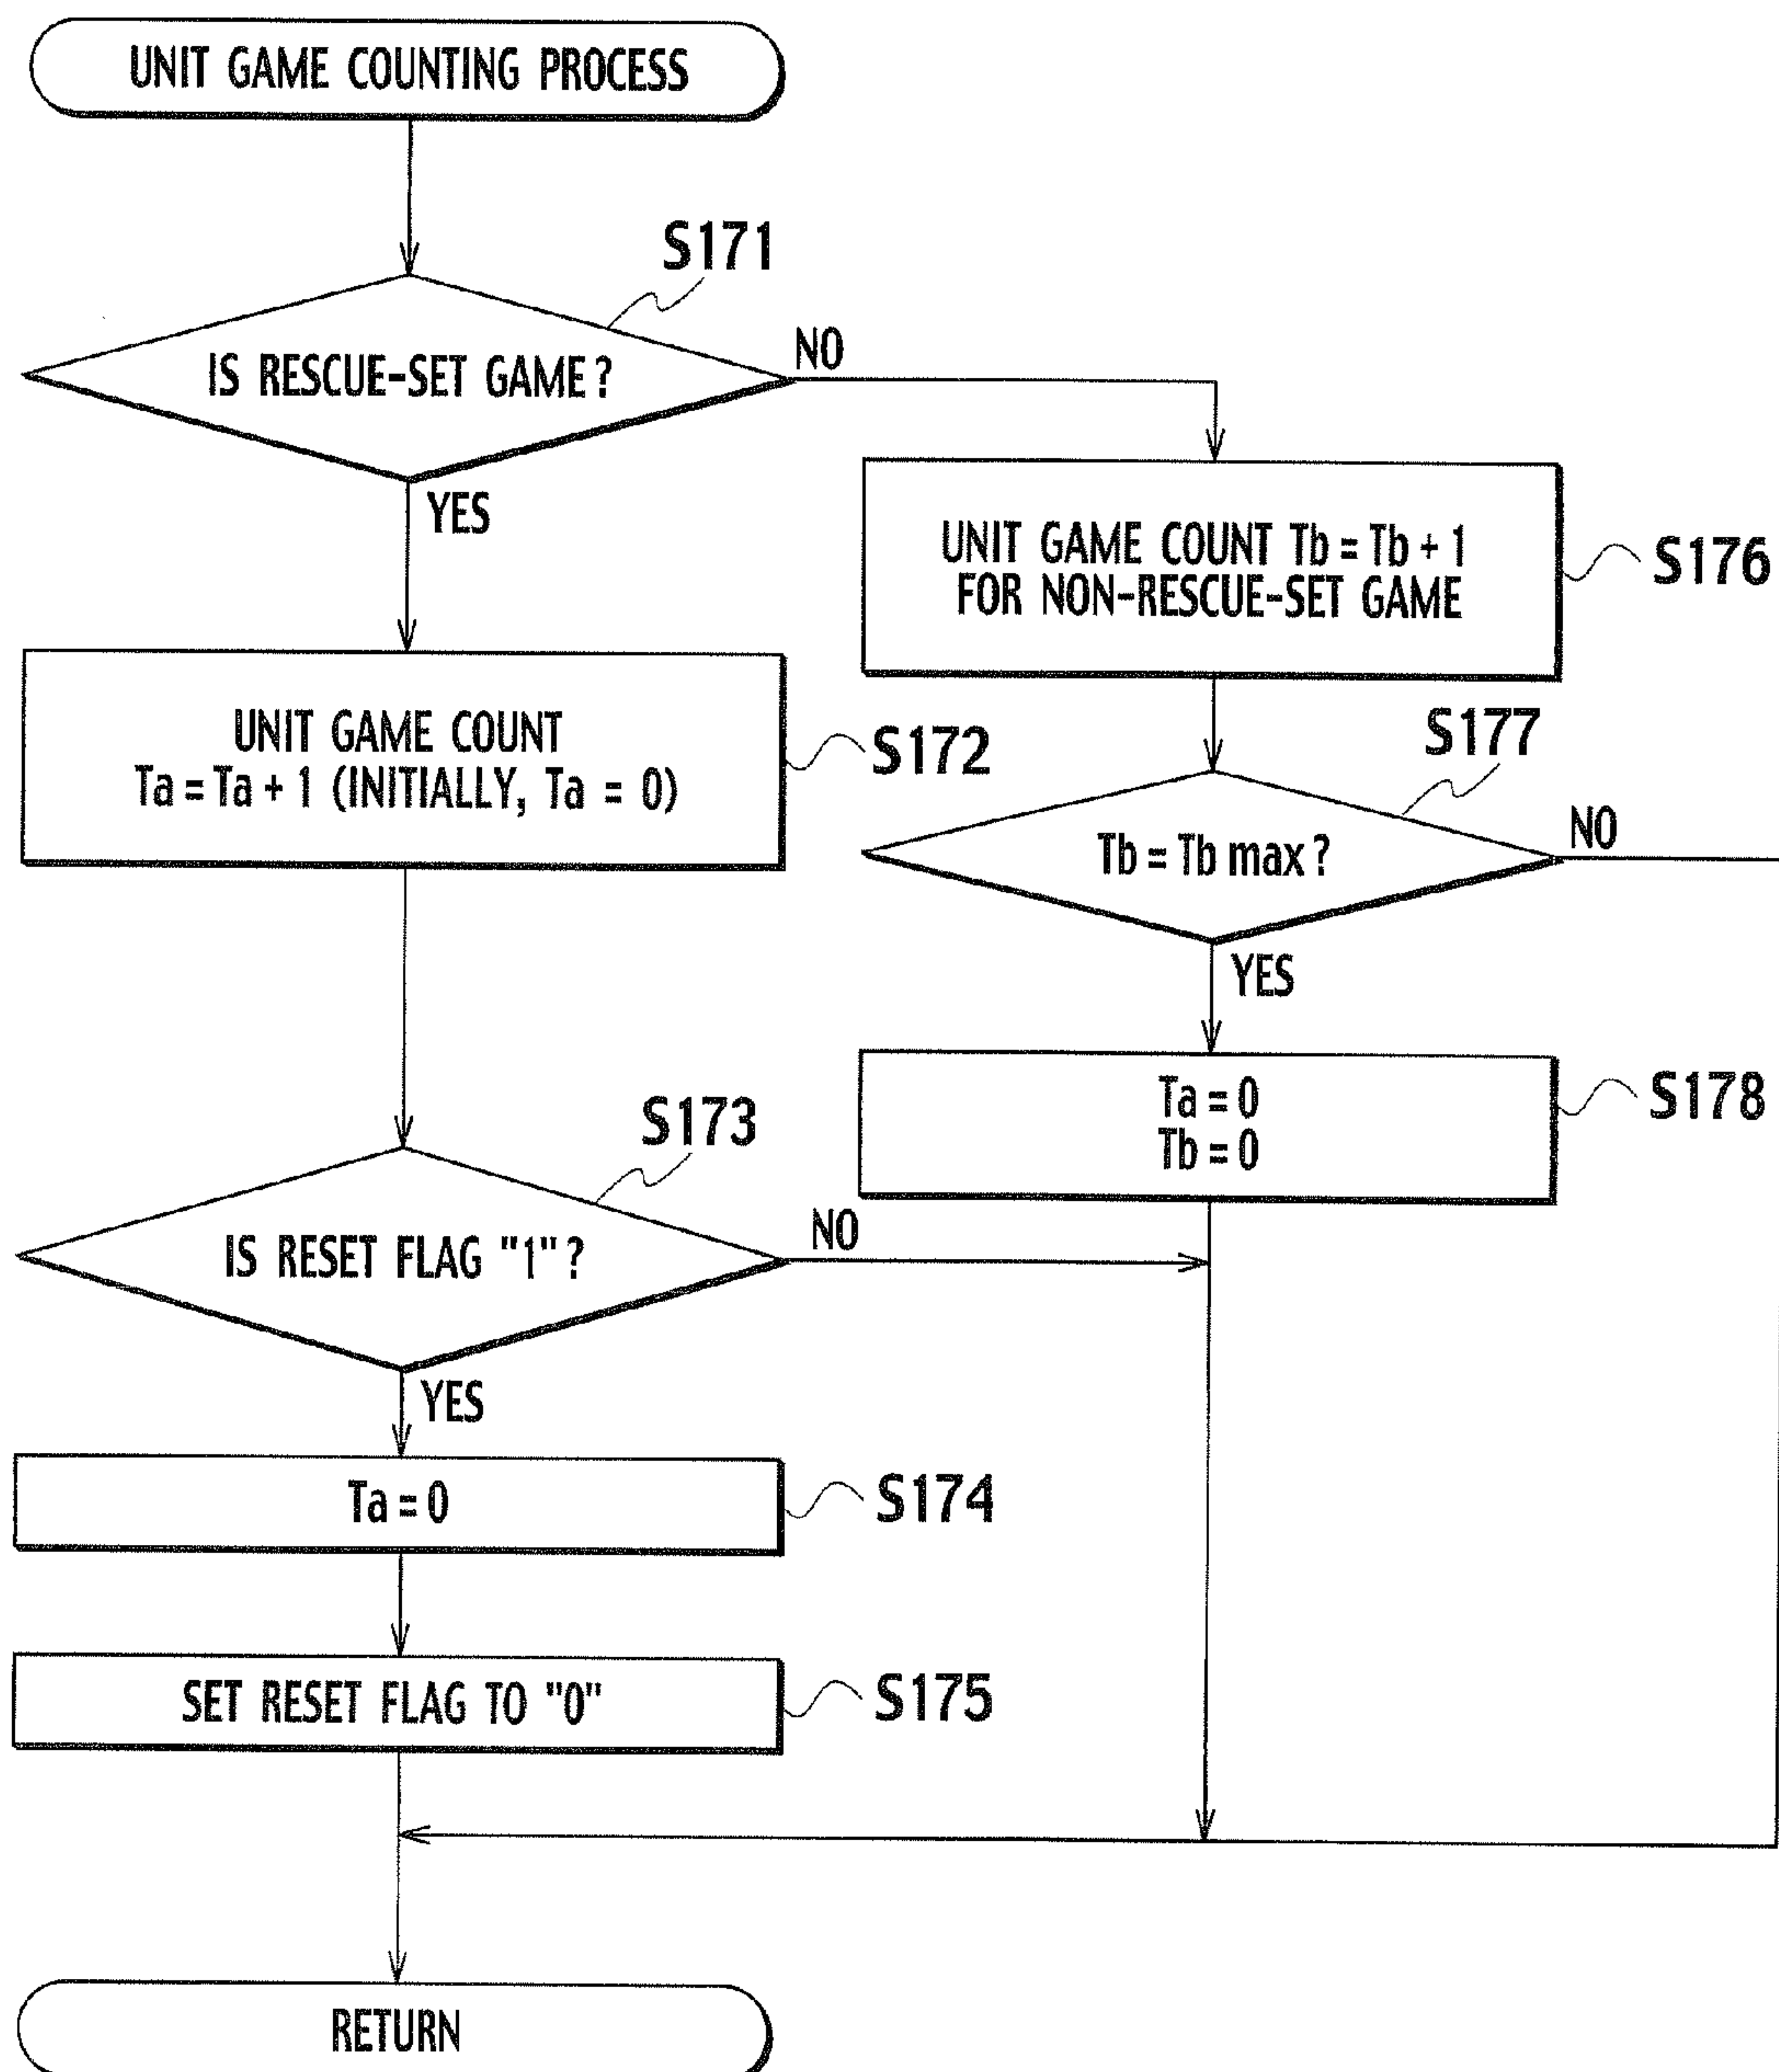 UNIT GAME COUNTING PROCESS
S171
IS RESCUE-SET GAME?
NO
YES
UNIT GAME COUNT Tb = Tb + 1
FOR NON-RESCUE-SET GAME
S176
UNIT GAME COUNT
Ta = Ta + 1 (INITIALLY, Ta = 0)
S172
S177
Tb = Tb max?
NO
YES
Ta = 0
Tb = 0
S178
S173
IS RESET FLAG "1"?
NO
YES
Ta = 0
S174
SET RESET FLAG TO "0"
S175
RETURN